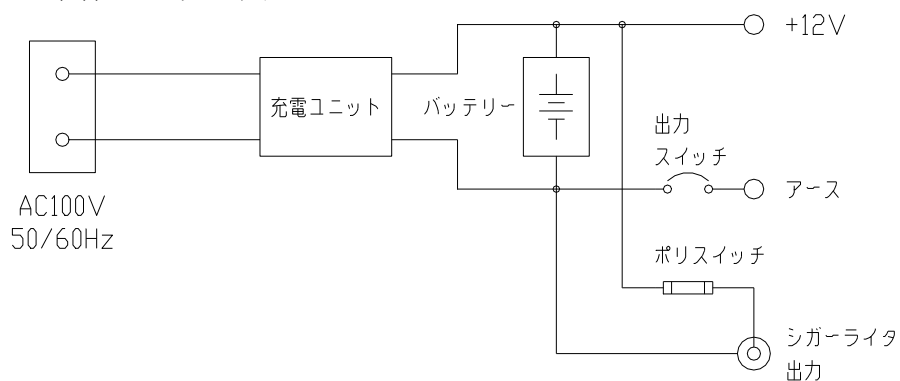 +12V
充電ユニット
バッテリー
出力
スイッチ
AC100V
50/60Hz
アース
ポリスイッチ
シガーライタ
出力